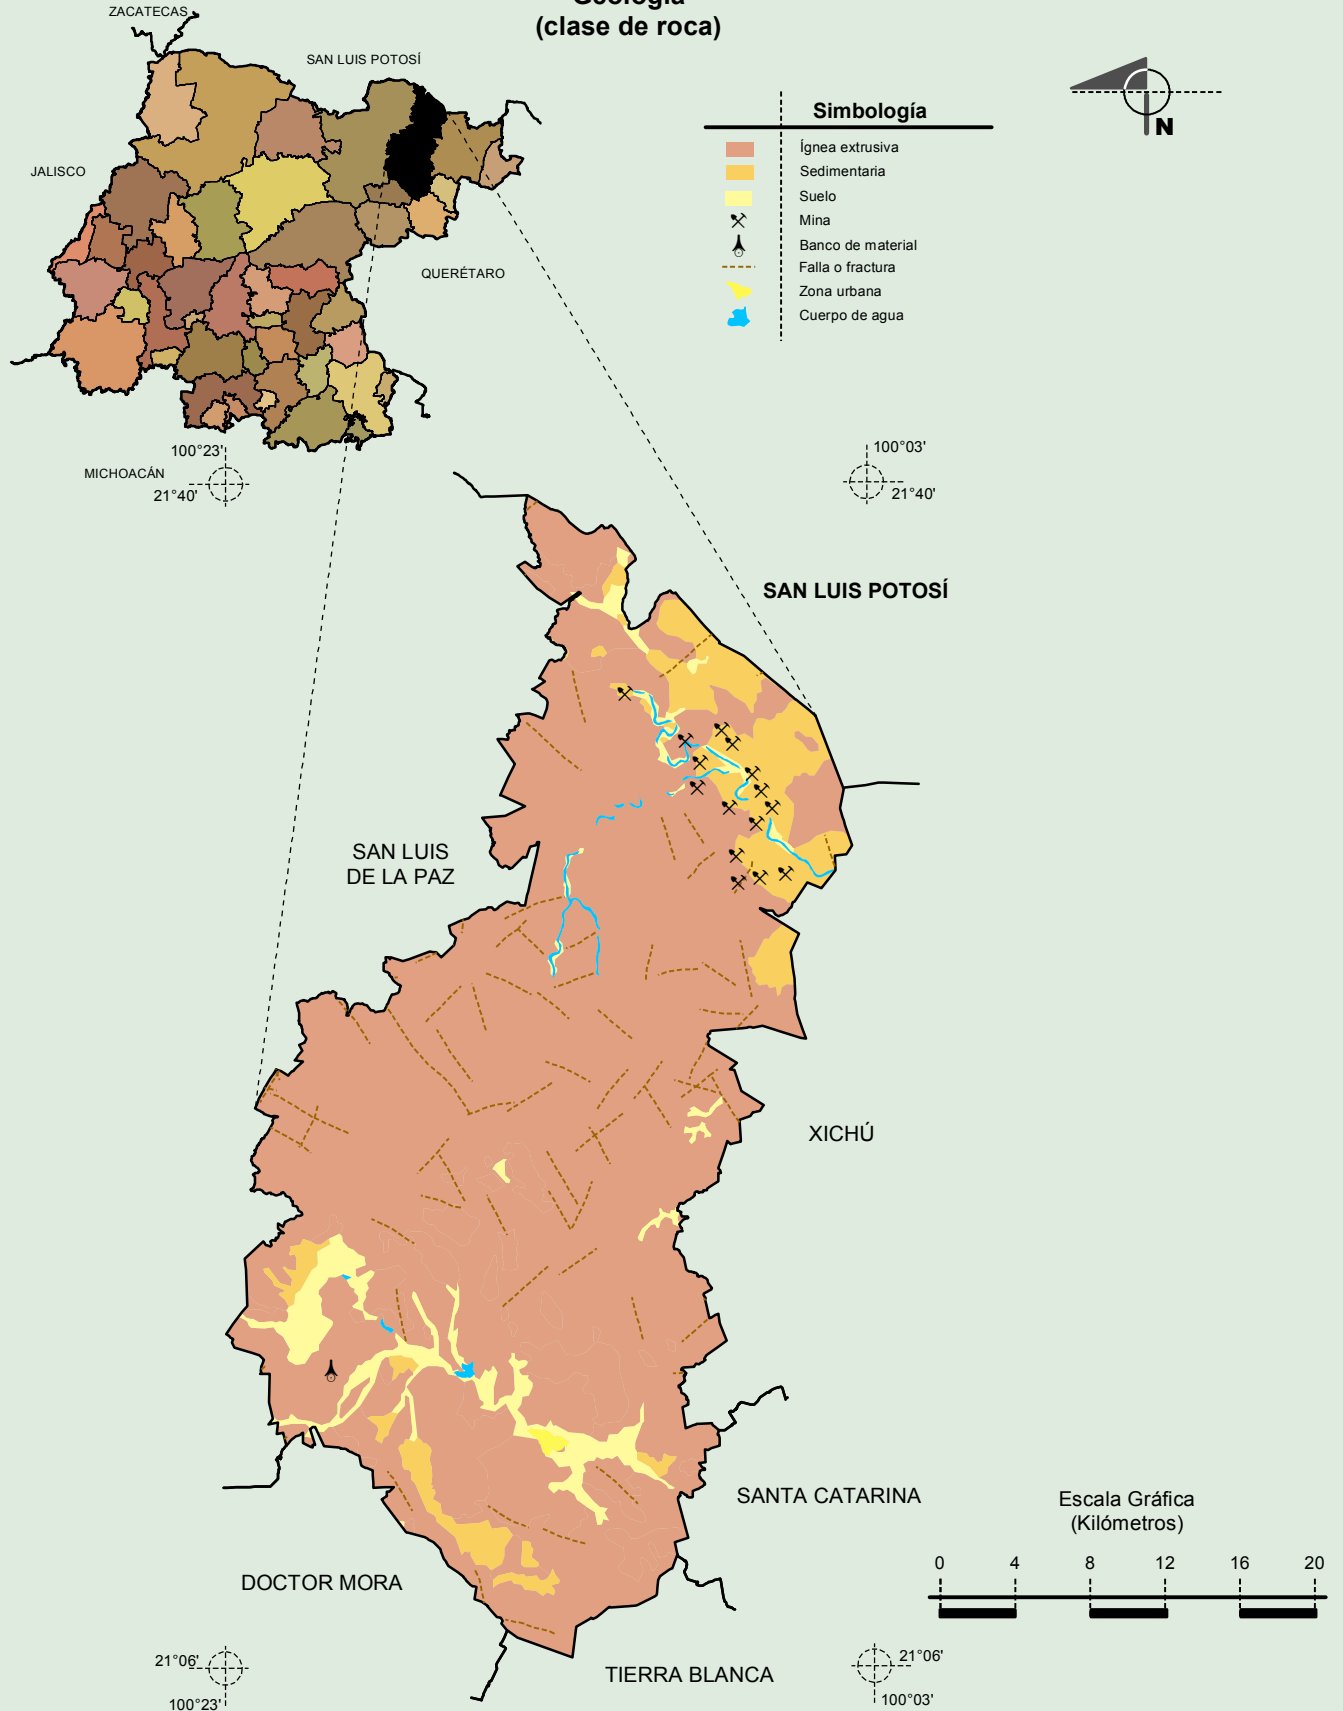 Geología
(clase de roca)
ZACATECAS
SAN LUIS POTOSÍ
JALISCO
QUERÉTARO
MICHOACÁN
N
Simbología
Ígnea extrusiva
Sedimentaria
Suelo
Mina
Banco de material
Falla o fractura
Zona urbana
Cuerpo de agua
100°23'
21°40'
100°03'
21°40'
SAN LUIS POTOSÍ
SAN LUIS
DE LA PAZ
XICHÚ
SANTA CATARINA
DOCTOR MORA
TIERRA BLANCA
Escala Gráfica
(Kilómetros)
0 4 8 12 16 20
21°06'
100°23'
21°06'
100°03'